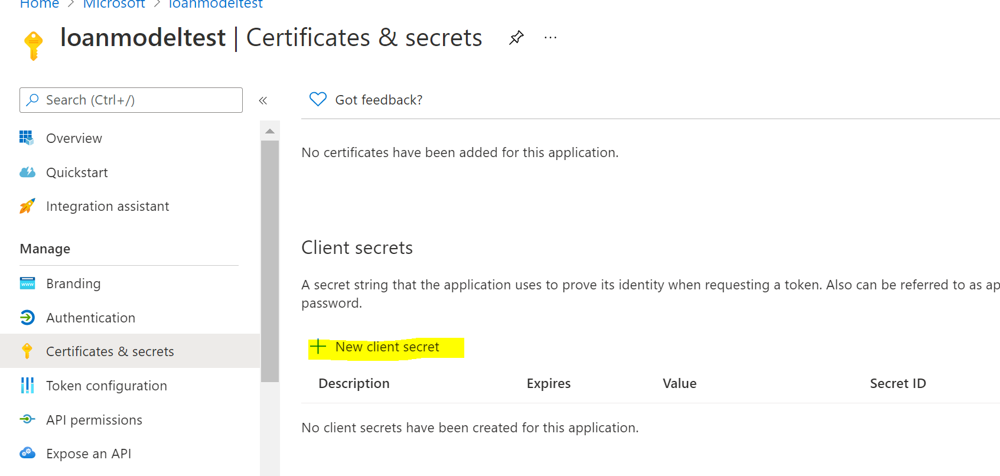 Home > Microsoft > loanmodeltest
loanmodeltest | Certificates & secrets
Search (Ctrl+/)
Got feedback?
Overview
Quickstart
Integration assistant
Manage
Branding
Authentication
Certificates & secrets
Token configuration
API permissions
Expose an API
No certificates have been added for this application.
Client secrets
A secret string that the application uses to prove its identity when requesting a token. Also can be referred to as
password.
New client secret
Description Expires Value Secret ID
No client secrets have been created for this application.